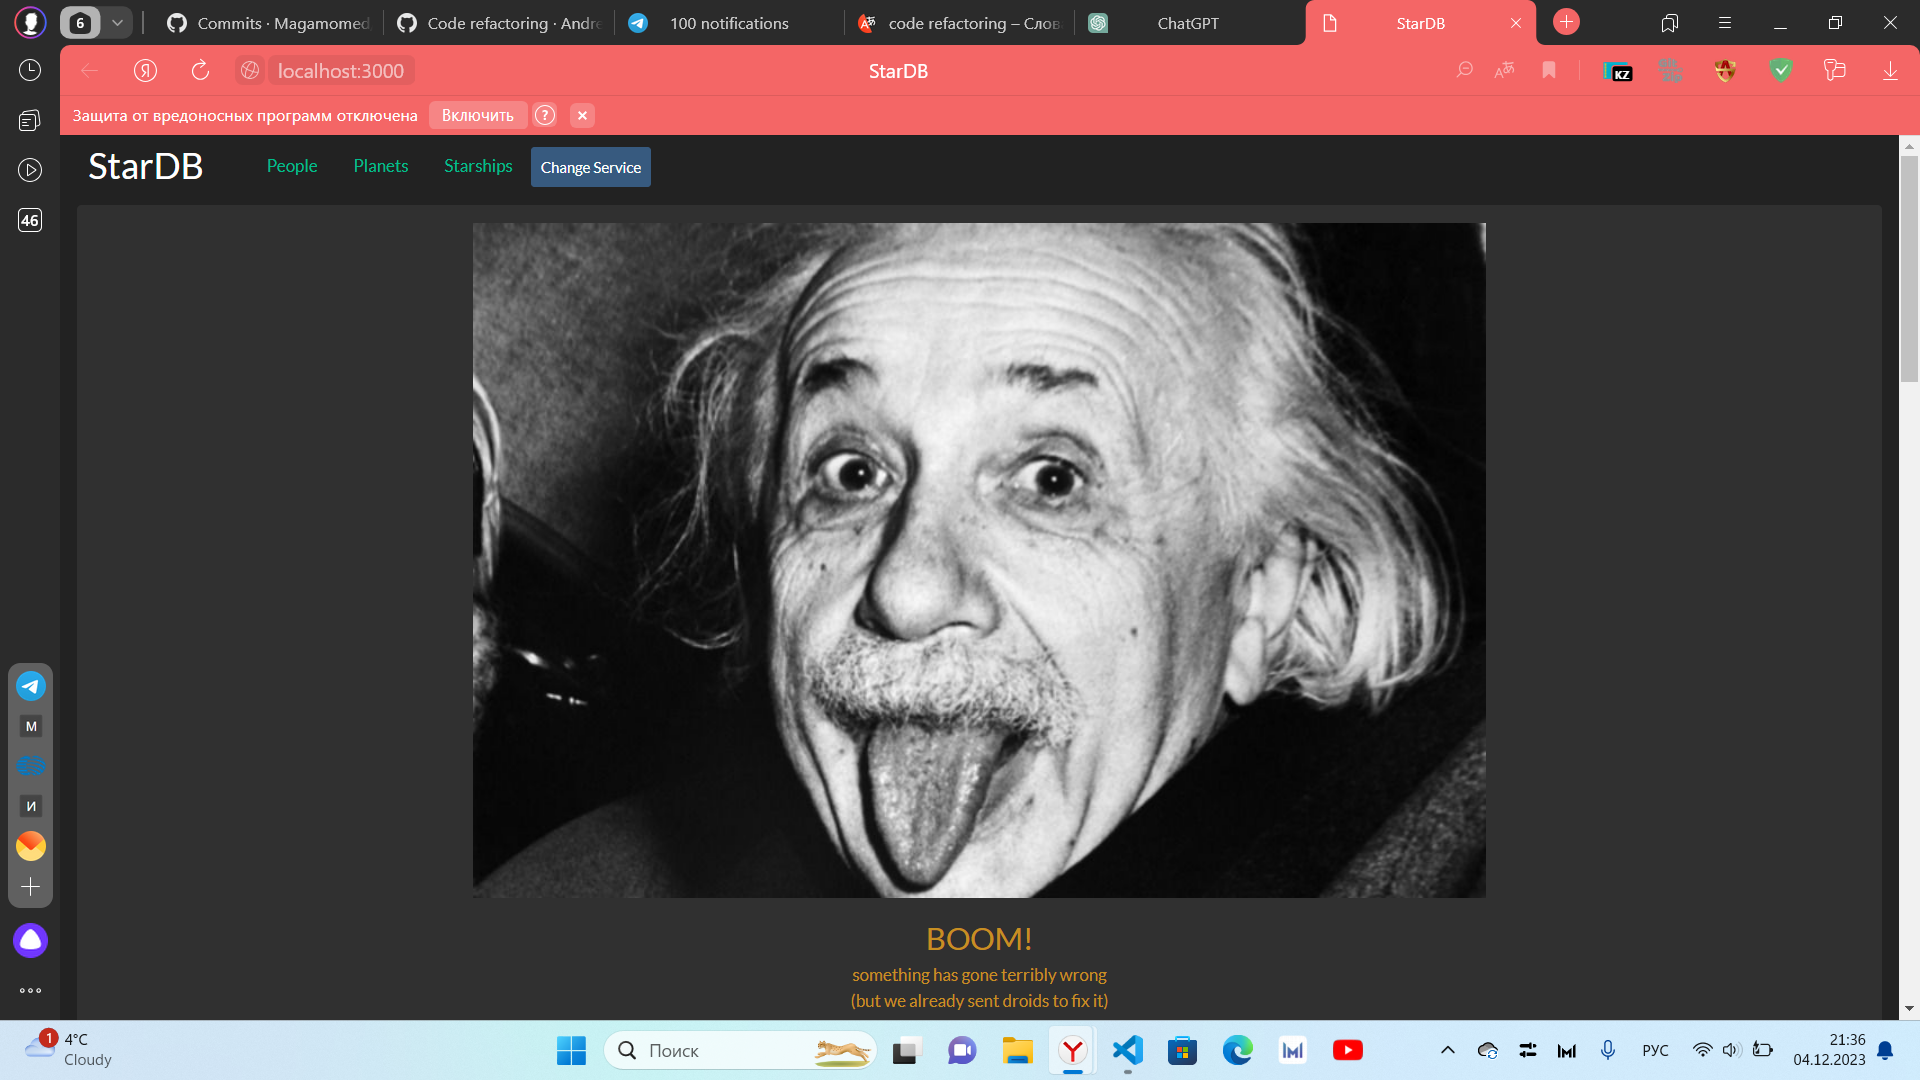 6
Commits · Magamomed
Code refactoring · Andre
100 notifications
code refactoring – Слов
ChatGPT
StarDB
localhost:3000
StarDB
KZ
Защита от вредоносных программ отключена
Включить
?
StarDB
People
Planets
Starships
Change Service
46
M
И
BOOM!
something has gone terribly wrong
(but we already sent droids to fix it)
1
4°C
Cloudy
Поиск
РУС
21:36
04.12.2023